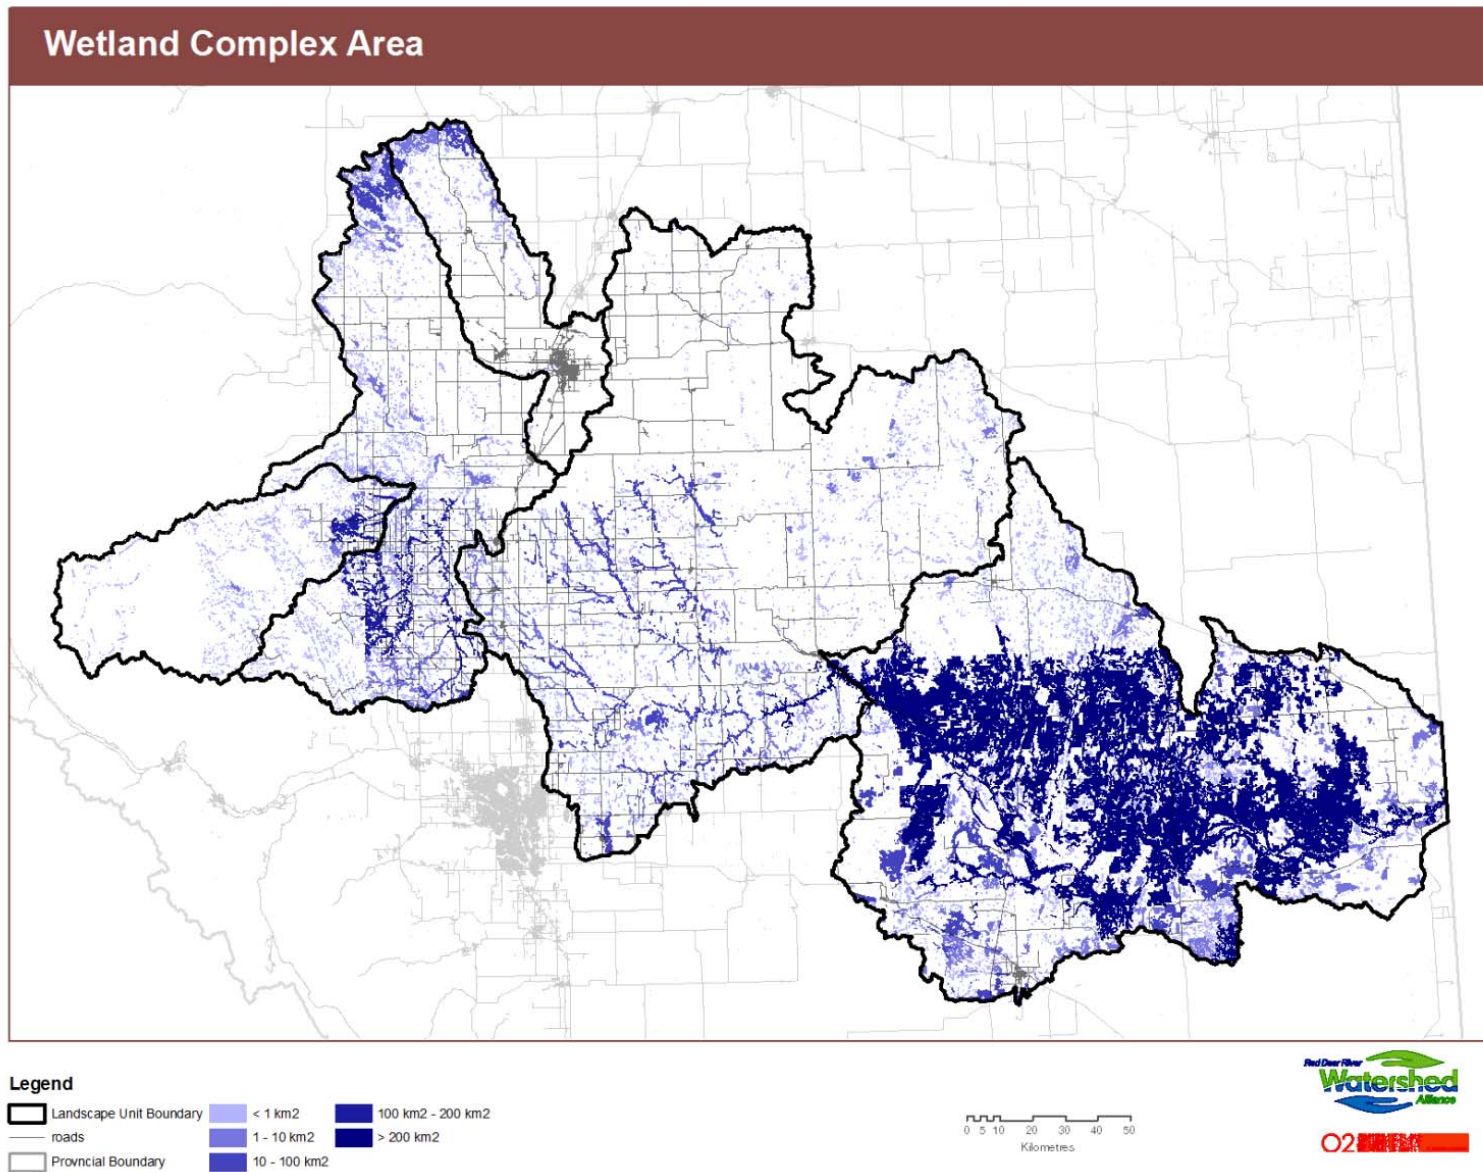 Wetland Complex Area
Legend
Landscape Unit Boundary
roads
Provncial Boundary
< 1 km2
1 - 10 km2
10 - 100 km2
100 km2 - 200 km2
> 200 km2
0 5 10 20 30 40 50
Kilometres
Red Deer River
Watershed
Alliance
O2